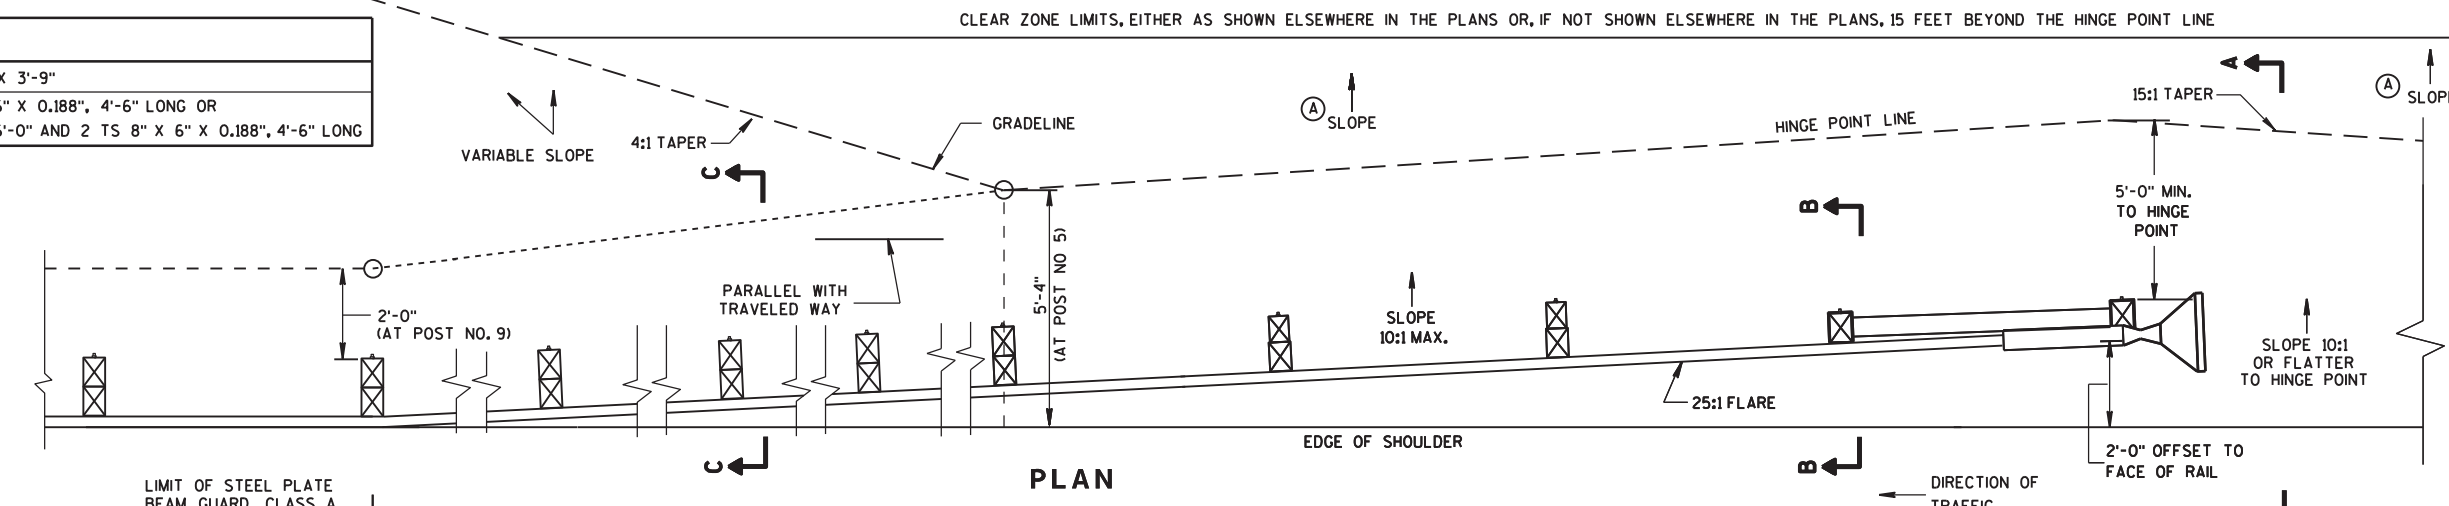 CLEAR ZONE LIMITS, EITHER AS SHOWN ELSEWHERE IN THE PLANS OR, IF NOT SHOWN ELSEWHERE IN THE PLANS, 15 FEET BEYOND THE HINGE POINT LINE
X 3'-9"
" X 0.188", 4'-6" LONG OR
'-0" AND 2 TS 8" X 6" X 0.188", 4'-6" LONG
VARIABLE SLOPE
4:1 TAPER
GRADELINE
A
SLOPE
HINGE POINT LINE
15:1 TAPER
A
A
SLOPE
C
B
5'-0" MIN.
TO HINGE
POINT
2'-0"
(AT POST NO. 9)
PARALLEL WITH
TRAVELED WAY
5'-4"
(AT POST NO 5)
SLOPE
10:1 MAX.
25:1 FLARE
SLOPE 10:1
OR FLATTER
TO HINGE POINT
EDGE OF SHOULDER
C
B
2'-0" OFFSET TO
FACE OF RAIL
PLAN
LIMIT OF STEEL PLATE
BEAM GUARD, CLASS A
DIRECTION OF
TRAFFIC